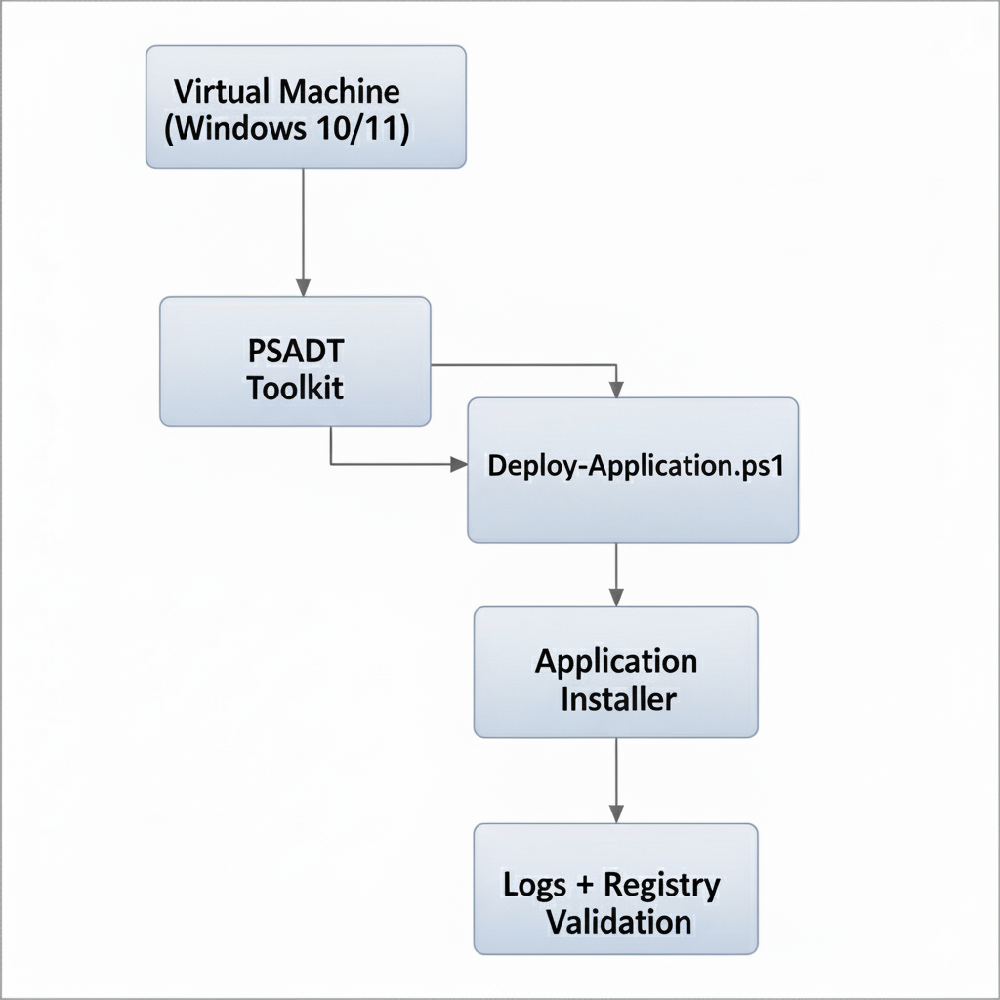 Virtual Machine
(Windows 10/11)
PSADT
Toolkit
Deploy-Application.ps1
Application
Installer
Logs + Registry
Validation